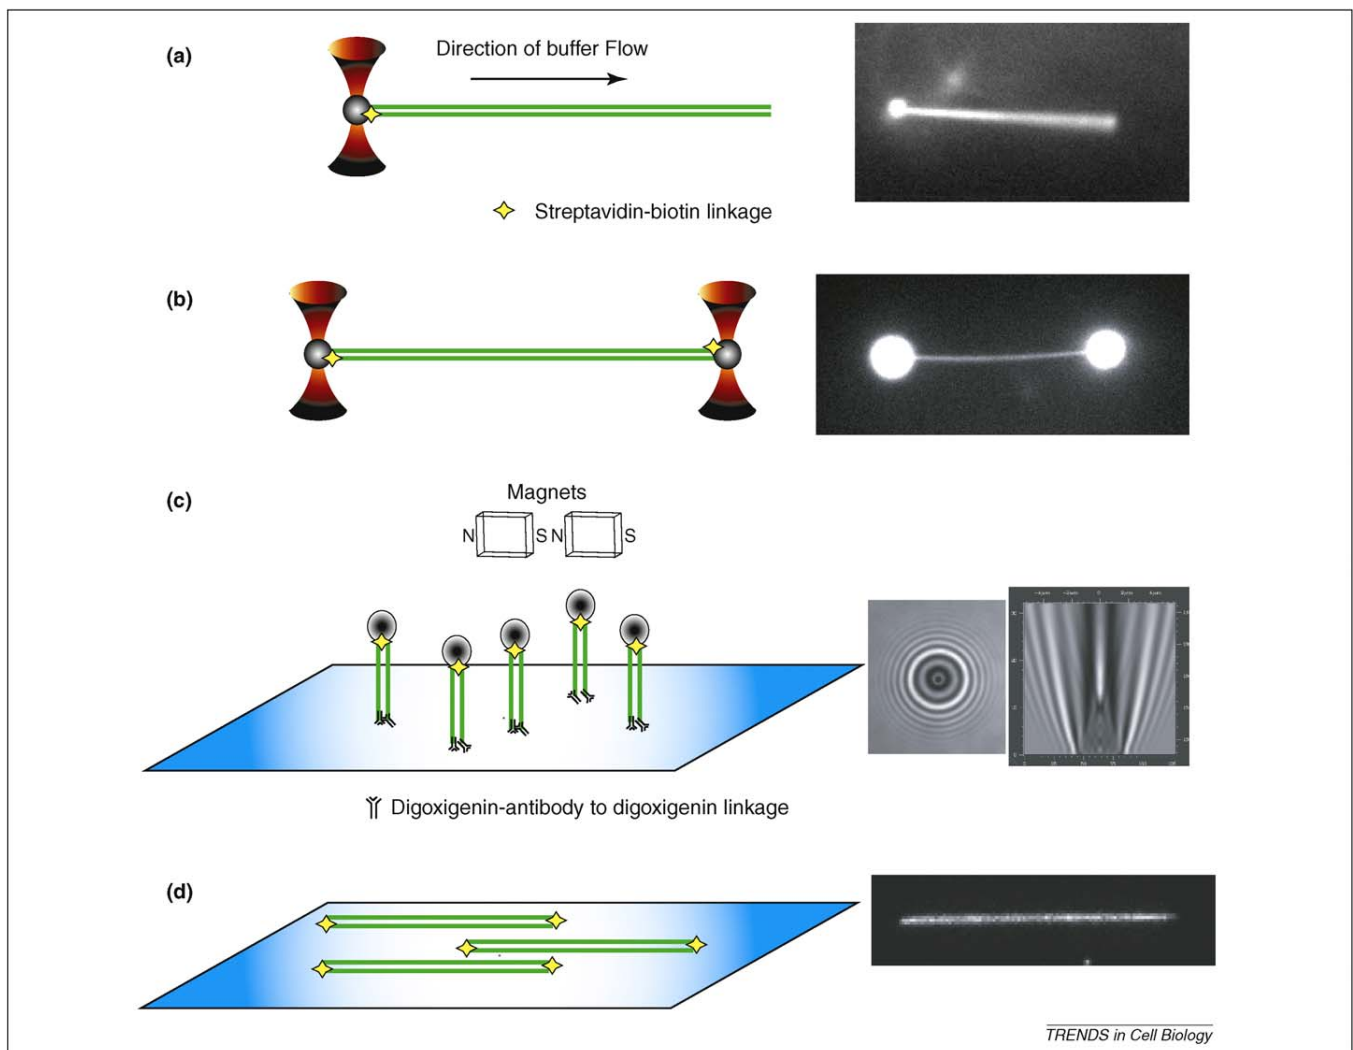 (a)
Direction of buffer Flow
Streptavidin-biotin linkage
(b)
(c)
Magnets
N S N S
Digoxigenin-antibody to digoxigenin linkage
(d)
TRENDS in Cell Biology